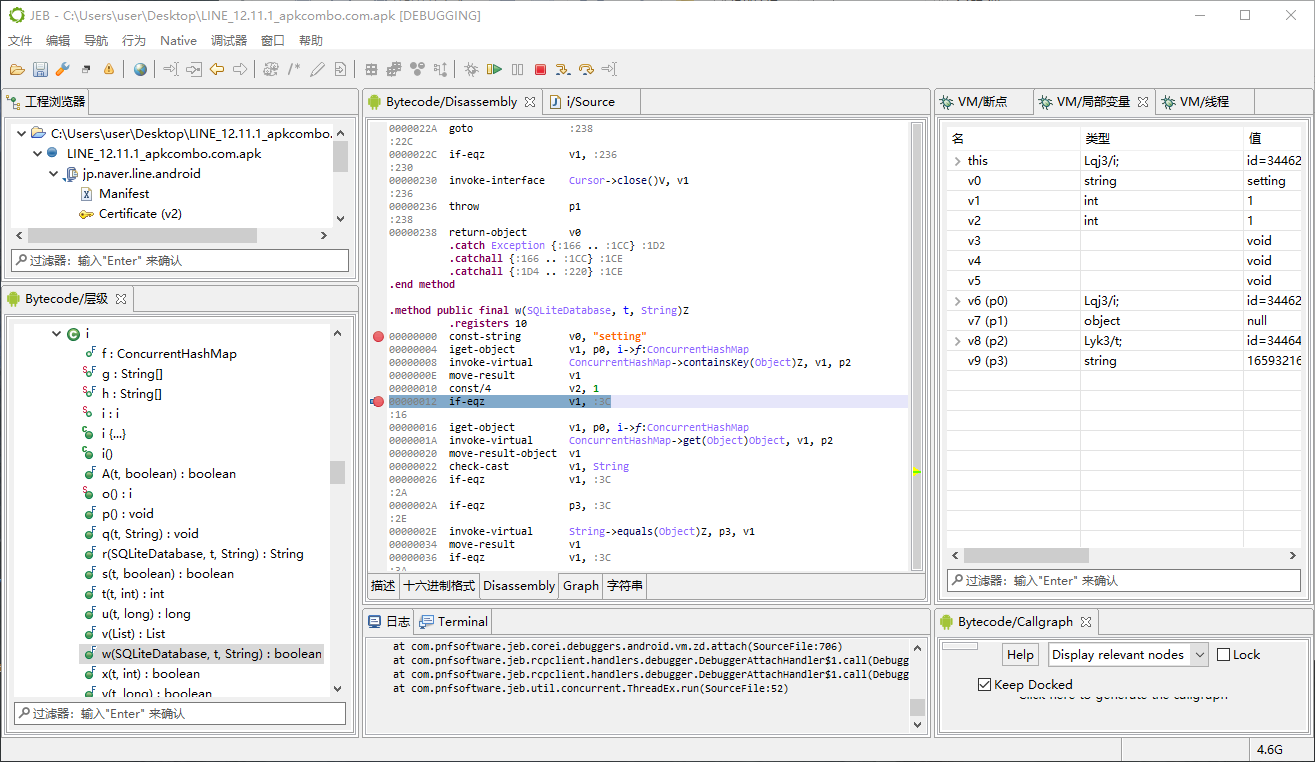 JEB - C:\Users\user\Desktop\LINE_12.11.1_apkcombo.com.apk [DEBUGGING]
文件 编辑 导航 行为 Native 调试器 窗口 帮助
工程浏览器
C:\Users\user\Desktop\LINE_12.11.1_apkcombo.
LINE_12.11.1_apkcombo.com.apk
jp.naver.line.android
Manifest
Certificate (v2)
过滤器: 输入"Enter" 来确认
Bytecode/层级
i
f : ConcurrentHashMap
g : String[]
h : String[]
i : i
i {...}
i()
A(t, boolean) : boolean
o() : i
p() : void
q(t, String) : void
r(SQLiteDatabase, t, String) : String
s(t, boolean) : boolean
t(t, int) : int
u(t, long) : long
v(List) : List
w(SQLiteDatabase, t, String) : boolean
x(t, int) : boolean
y(t, long) : boolean
过滤器: 输入"Enter" 来确认
Bytecode/Disassembly i/Source
0000022A goto :238
:22C
0000022C if-eqz v1, :236
:230
00000230 invoke-interface Cursor->close()V, v1
:236
00000236 throw p1
:238
00000238 return-object v0
.catch Exception {:166 .. :1CC} :1D2
.catchall {:166 .. :1CC} :1CE
.catchall {:1D4 .. :220} :1CE
.end method
.method public final w(SQLiteDatabase, t, String)Z
.registers 10
00000000 const-string v0, "setting"
00000004 iget-object v1, p0, i->f:ConcurrentHashMap
00000008 invoke-virtual ConcurrentHashMap->containsKey(Object)Z, v1, p2
0000000E move-result v1
00000010 const/4 v2, 1
00000012 if-eqz v1, :3C
:16
00000016 iget-object v1, p0, i->f:ConcurrentHashMap
0000001A invoke-virtual ConcurrentHashMap->get(Object)Object, v1, p2
00000020 move-result-object v1
00000022 check-cast v1, String
00000026 if-eqz v1, :3C
:2A
0000002A if-eqz p3, :3C
:2E
0000002E invoke-virtual String->equals(Object)Z, p3, v1
00000034 move-result v1
00000036 if-eqz v1, :3C
:3A
描述 十六进制格式 Disassembly Graph 字符串
日志 Terminal
at com.pnfsoftware.jeb.corei.debuggers.android.vm.zd.attach(SourceFile:706)
at com.pnfsoftware.jeb.rcpclient.handlers.debugger.DebuggerAttachHandler$1.call(Debugg
at com.pnfsoftware.jeb.rcpclient.handlers.debugger.DebuggerAttachHandler$1.call(Debugg
at com.pnfsoftware.jeb.util.concurrent.ThreadEx.run(SourceFile:52)
VM/断点 VM/局部变量 VM/线程
名 类型 值
this Lqj3/i; id=34462
v0 string setting
v1 int 1
v2 int 1
v3 void
v4 void
v5 void
v6 (p0) Lqj3/i; id=34462
v7 (p1) object null
v8 (p2) Lyk3/t; id=34464
v9 (p3) string 16593216
过滤器: 输入"Enter" 来确认
Bytecode/Callgraph
Help Display relevant nodes Lock
Keep Docked
Click here to generate the callgraph
4.6G